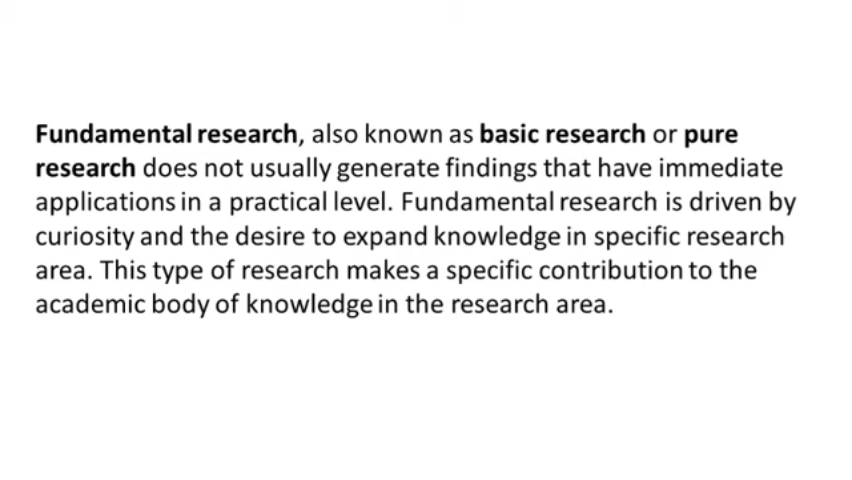 Fundamental research, also known as basic research or pure
research does not usually generate findings that have immediate
applications in a practical level. Fundamental research is driven by
curiosity and the desire to expand knowledge in specific research
area. This type of research makes a specific contribution to the
academic body of knowledge in the research area.